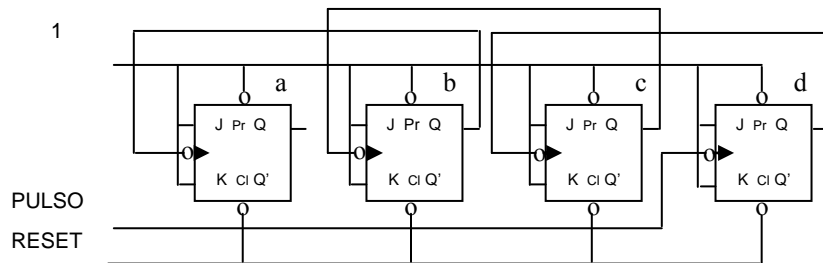 1
a b c d
J Pr Q J Pr Q J Pr Q J Pr Q
K Cl Q' K Cl Q' K Cl Q' K Cl Q'
PULSO
RESET